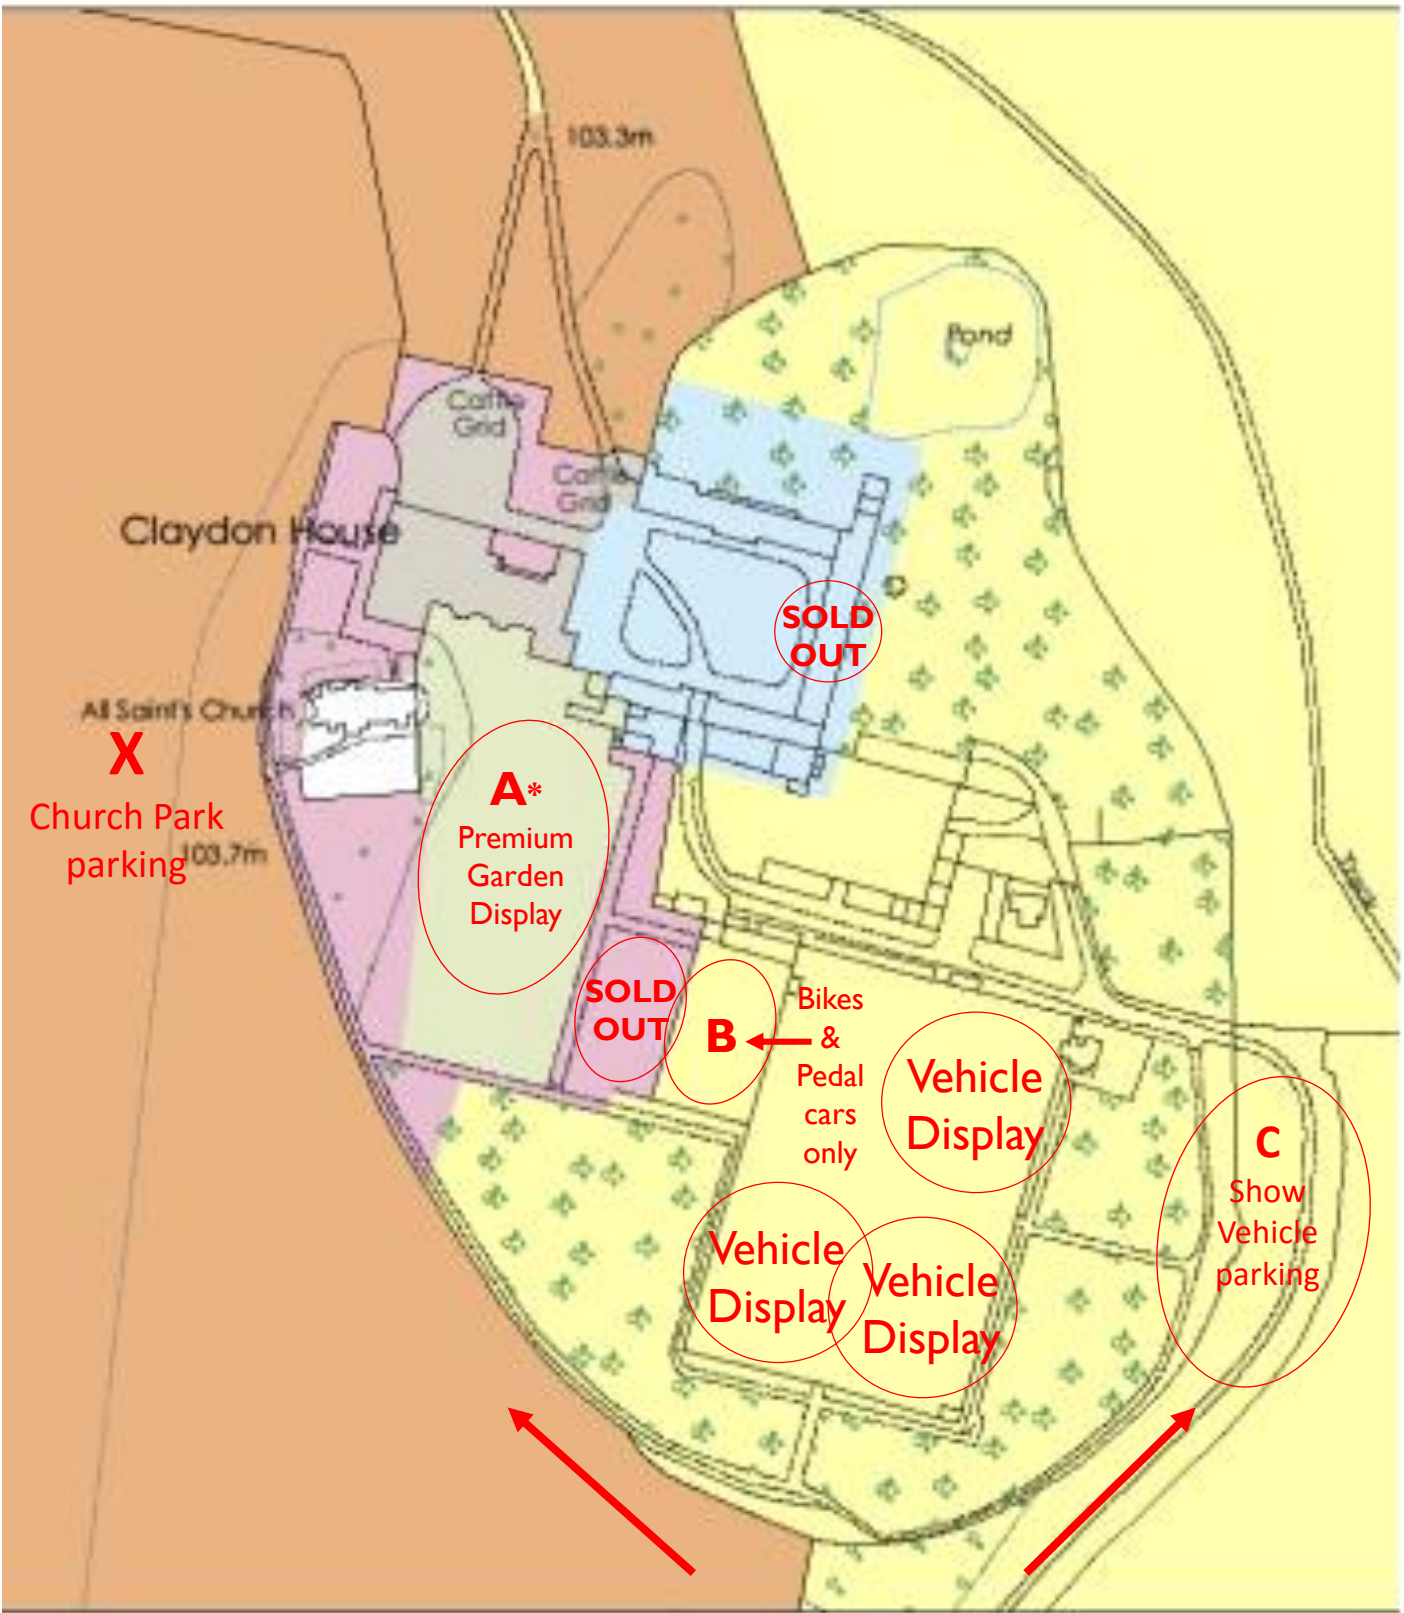 103.3m
Pond
Cattle
Grid
Cattle
Grid
Claydon House
SOLD
OUT
All Saint's Church
X
Church Park
parking
103.7m
A*
Premium
Garden
Display
Track
SOLD
OUT
B
Bikes
&
Pedal
cars
only
Vehicle
Display
C
Show
Vehicle
parking
Vehicle
Display
Vehicle
Display